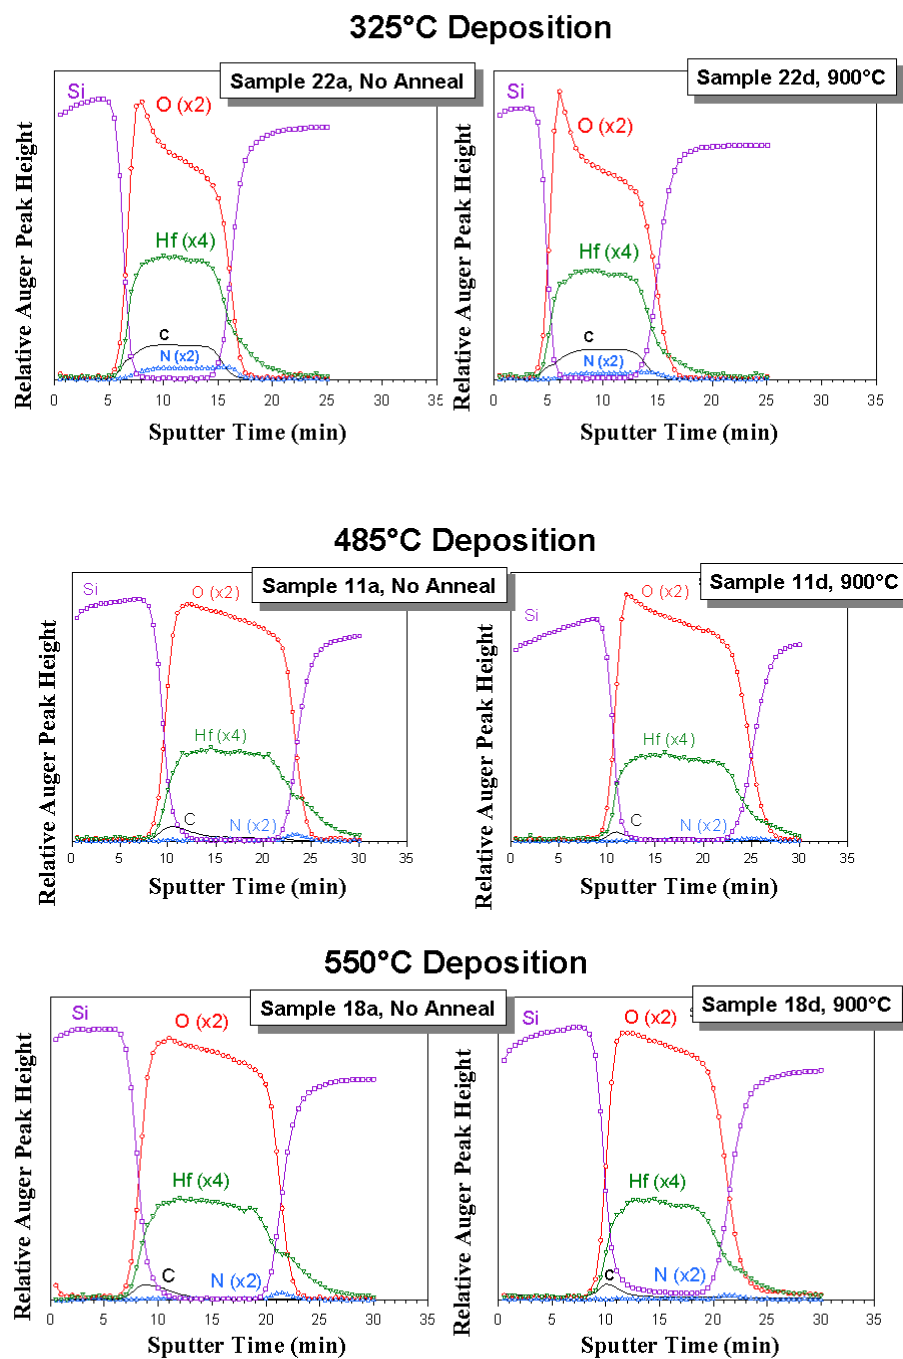 325°C Deposition
Sample 22a, No Anneal
Si
O (x2)
Hf (x4)
C
N (x2)
Relative Auger Peak Height
0 5 10 15 20 25 30 35
Sputter Time (min)
Sample 22d, 900°C
Si
O (x2)
Hf (x4)
C
N (x2)
Relative Auger Peak Height
0 5 10 15 20 25 30 35
Sputter Time (min)
485°C Deposition
Sample 11a, No Anneal
Si
O (x2)
Hf (x4)
C
N (x2)
Relative Auger Peak Height
0 5 10 15 20 25 30 35
Sputter Time (min)
Sample 11d, 900°C
Si
O (x2)
Hf (x4)
C
N (x2)
Relative Auger Peak Height
0 5 10 15 20 25 30 35
Sputter Time (min)
550°C Deposition
Sample 18a, No Anneal
Si
O (x2)
Hf (x4)
C
N (x2)
Relative Auger Peak Height
0 5 10 15 20 25 30 35
Sputter Time (min)
Sample 18d, 900°C
Si
O (x2)
Hf (x4)
C
N (x2)
Relative Auger Peak Height
0 5 10 15 20 25 30 35
Sputter Time (min)